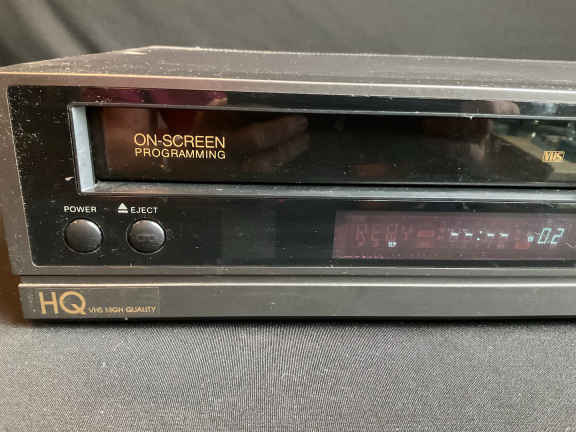 ON-SCREEN
PROGRAMMING
VHS
POWER
EJECT
--:-- 02
HQ VHS HIGH QUALITY